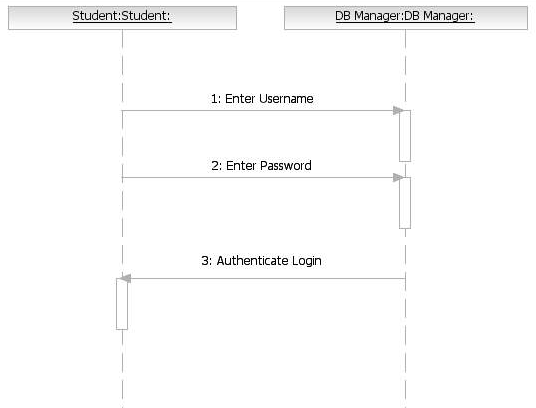 Student:Student:
DB Manager:DB Manager:
1: Enter Username
2: Enter Password
3: Authenticate Login